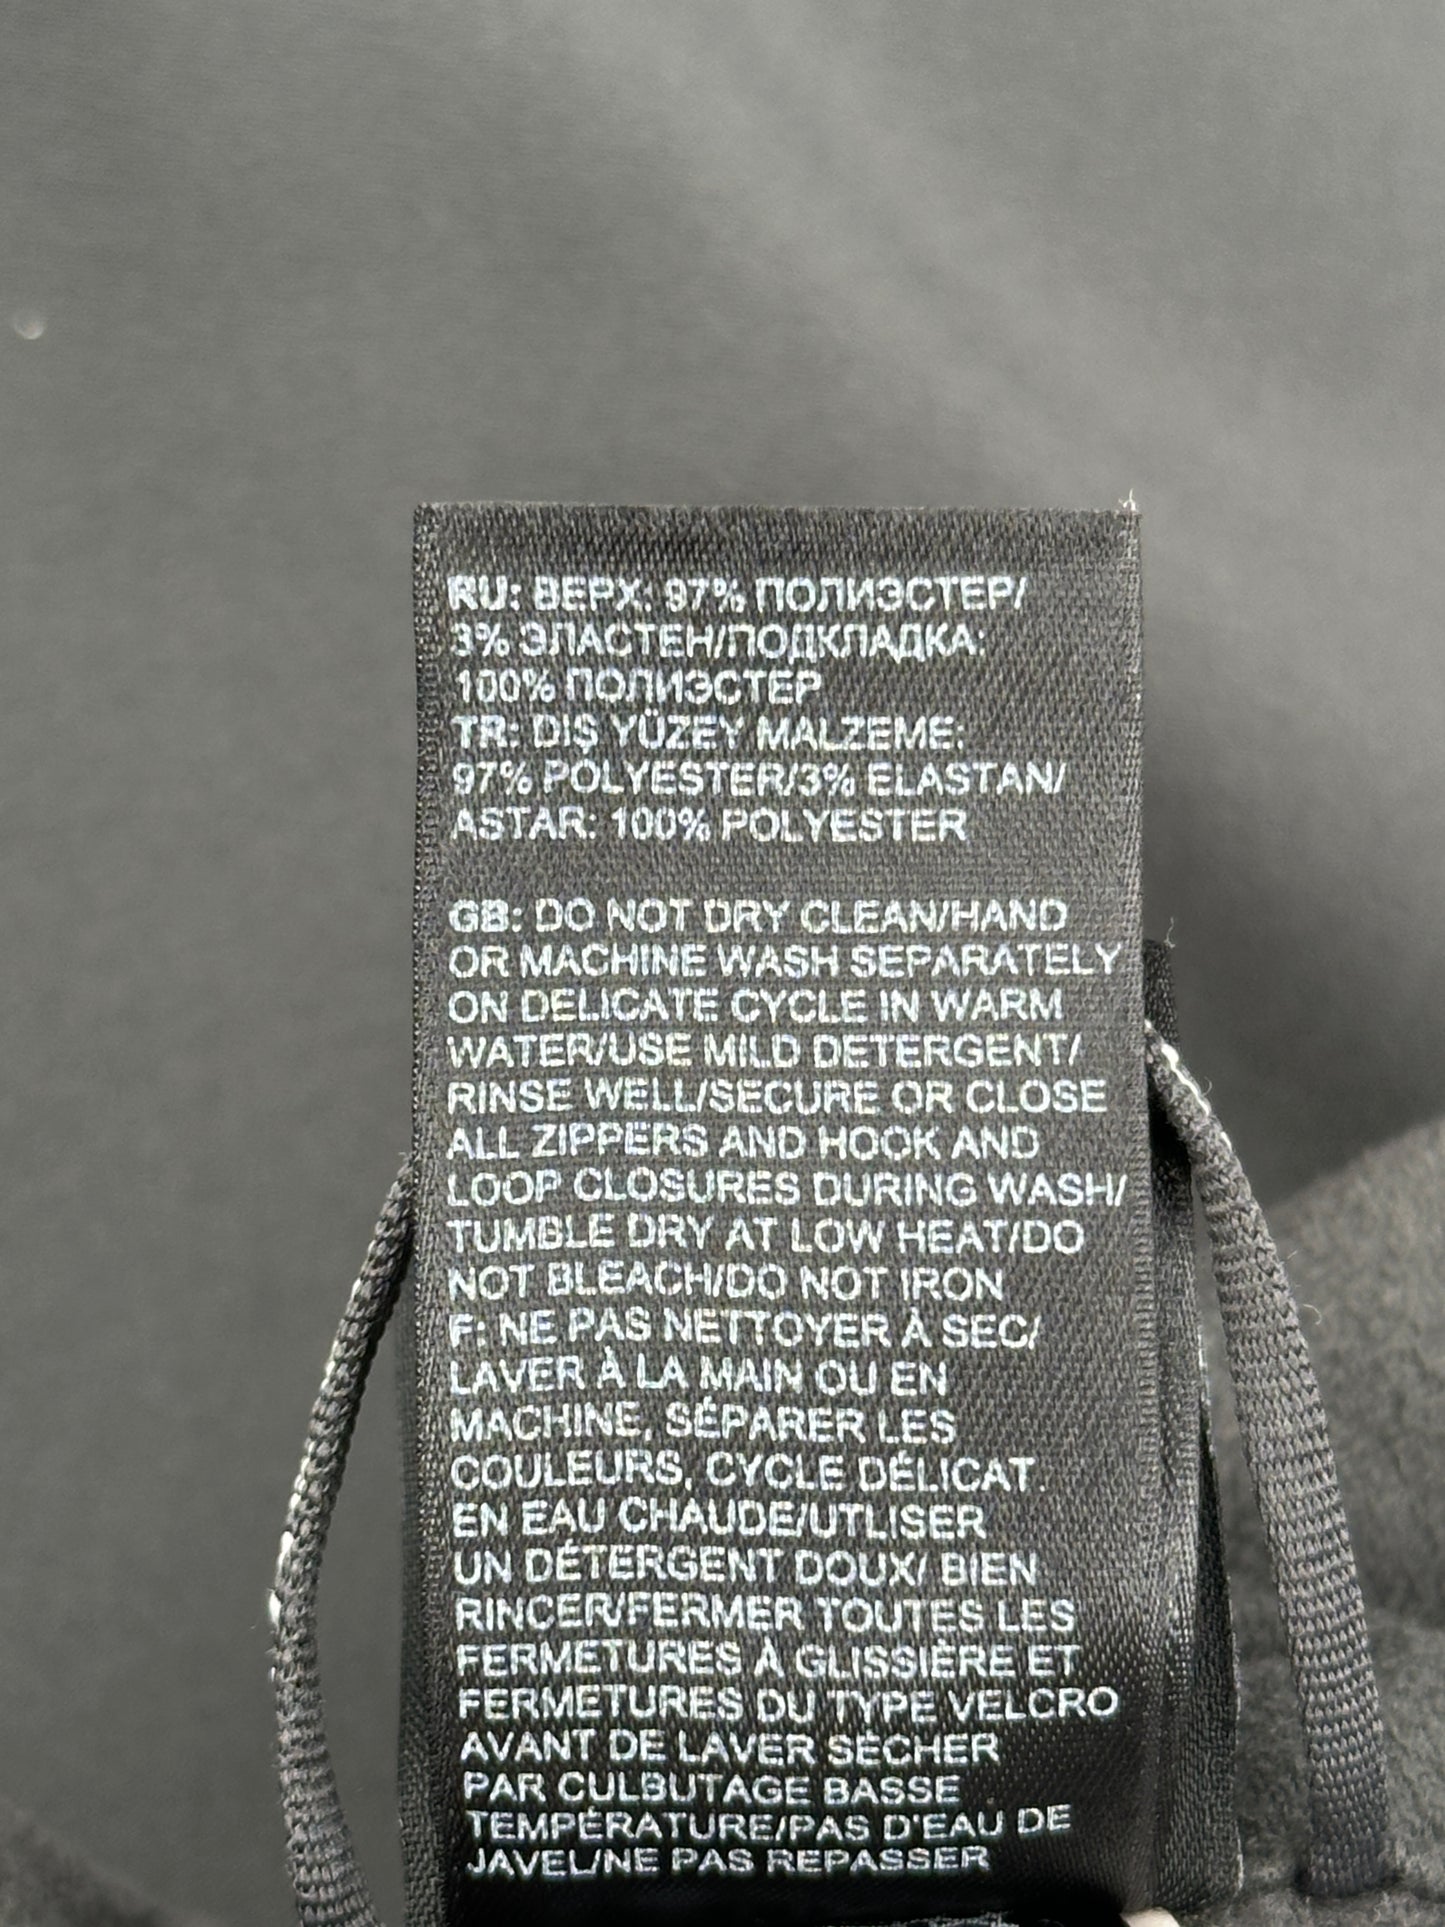 RU: ВЕРХ: 97% ПОЛИЭСТЕР/
3% ЭЛАСТЕН/ПОДКЛАДКА:
100% ПОЛИЭСТЕР
TR: DIŞ YÜZEY MALZEME:
97% POLYESTER/3% ELASTAN/
ASTAR: 100% POLYESTER
GB: DO NOT DRY CLEAN/HAND
OR MACHINE WASH SEPARATELY
ON DELICATE CYCLE IN WARM
WATER/USE MILD DETERGENT/
RINSE WELL/SECURE OR CLOSE
ALL ZIPPERS AND HOOK AND
LOOP CLOSURES DURING WASH/
TUMBLE DRY AT LOW HEAT/DO
NOT BLEACH/DO NOT IRON
F: NE PAS NETTOYER À SEC/
LAVER À LA MAIN OU EN
MACHINE, SÉPARER LES
COULEURS, CYCLE DÉLICAT.
EN EAU CHAUDE/UTLISER
UN DÉTERGENT DOUX/ BIEN
RINCER/FERMER TOUTES LES
FERMETURES À GLISSIÈRE ET
FERMETURES DU TYPE VELCRO
AVANT DE LAVER SÉCHER
PAR CULBUTAGE BASSE
TEMPÉRATURE/PAS D'EAU DE
JAVEL/NE PAS REPASSER